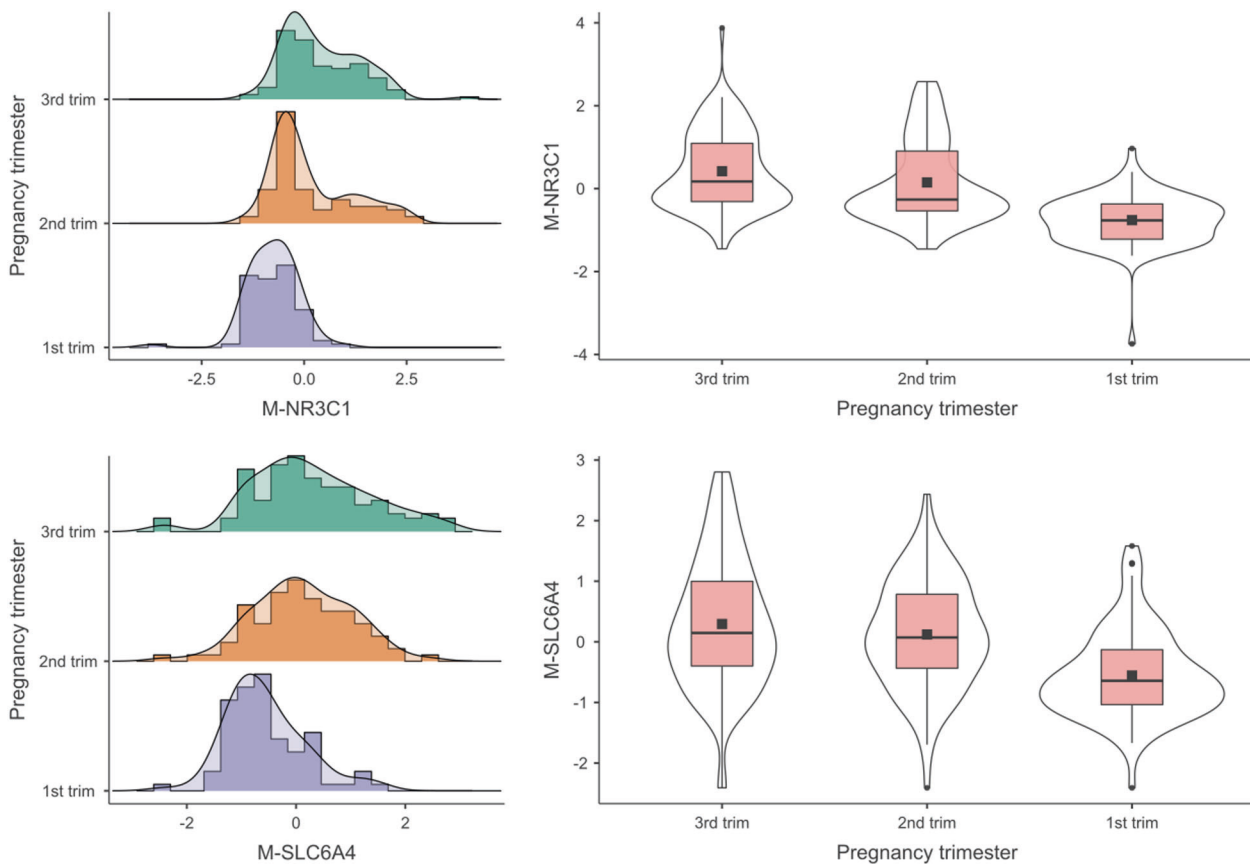 Pregnancy trimester
3rd trim
2nd trim
1st trim
-2.5
0.0
2.5
M-NR3C1
M-NR3C1
4
2
0
-2
-4
3rd trim
2nd trim
1st trim
Pregnancy trimester
Pregnancy trimester
3rd trim
2nd trim
1st trim
-2
0
2
M-SLC6A4
M-SLC6A4
3
2
1
0
-1
-2
3rd trim
2nd trim
1st trim
Pregnancy trimester